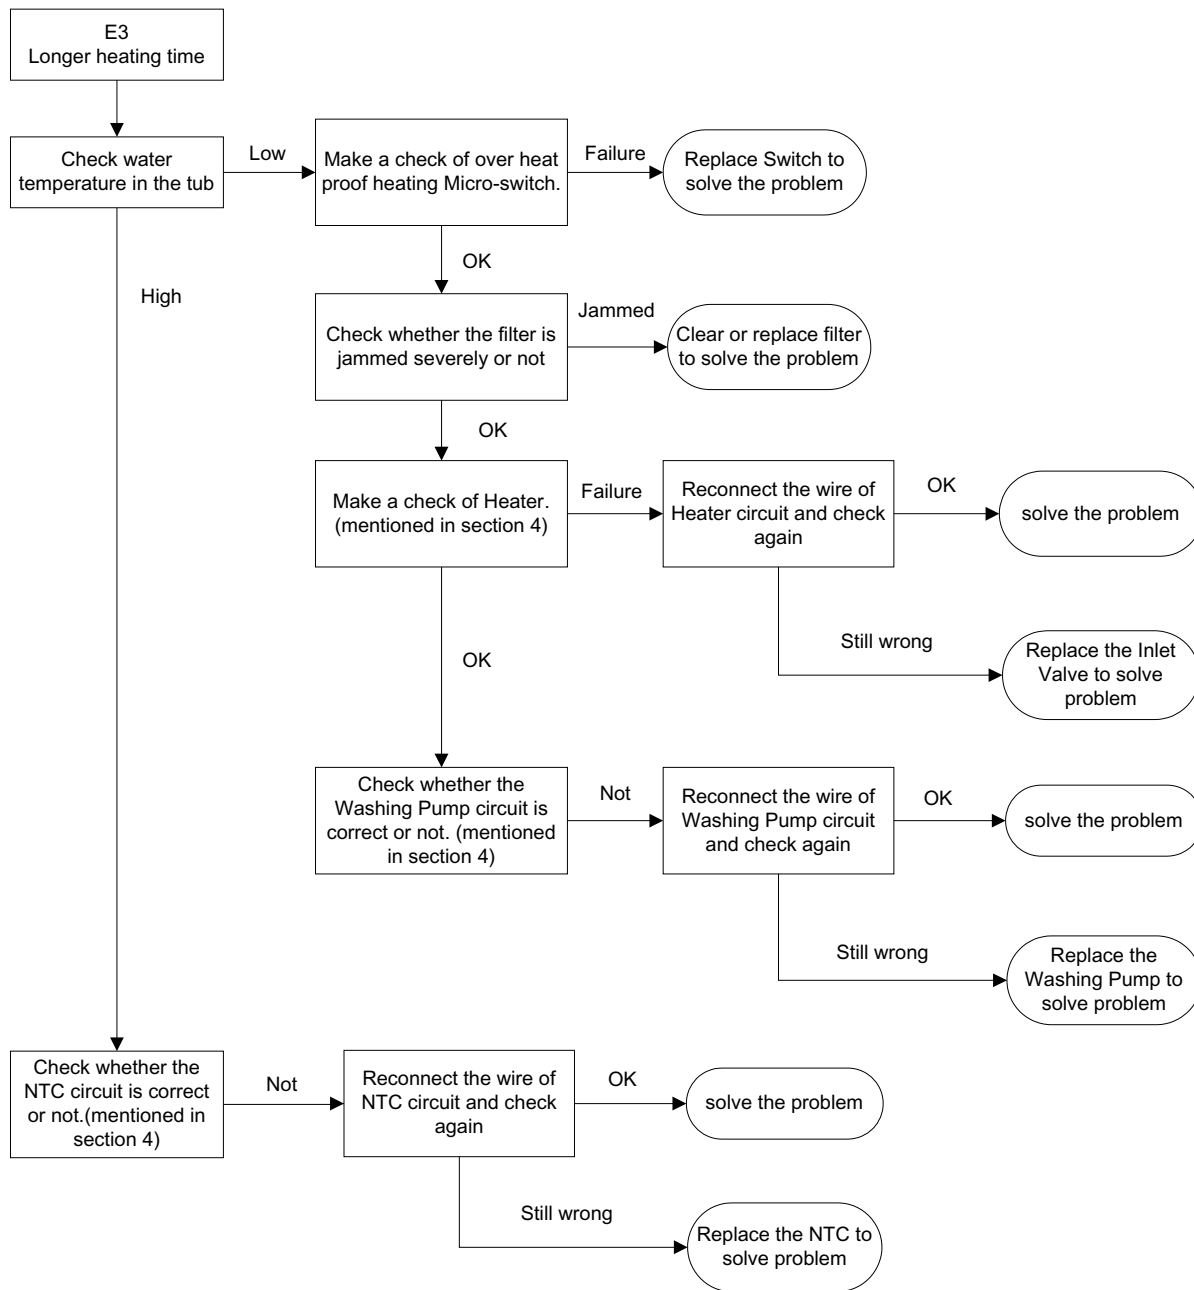 E3
Longer heating time
Check water
temperature in the tub
Low
Make a check of over heat
proof heating Micro-switch.
Failure
Replace Switch to
solve the problem
OK
High
Check whether the filter is
jammed severely or not
Jammed
Clear or replace filter
to solve the problem
OK
Make a check of Heater.
(mentioned in section 4)
Failure
Reconnect the wire of
Heater circuit and check
again
OK
solve the problem
Still wrong
Replace the Inlet
Valve to solve
problem
OK
Check whether the
Washing Pump circuit is
correct or not. (mentioned
in section 4)
Not
Reconnect the wire of
Washing Pump circuit
and check again
OK
solve the problem
Still wrong
Replace the
Washing Pump to
solve problem
Check whether the
NTC circuit is correct
or not.(mentioned in
section 4)
Not
Reconnect the wire of
NTC circuit and check
again
OK
solve the problem
Still wrong
Replace the NTC to
solve problem